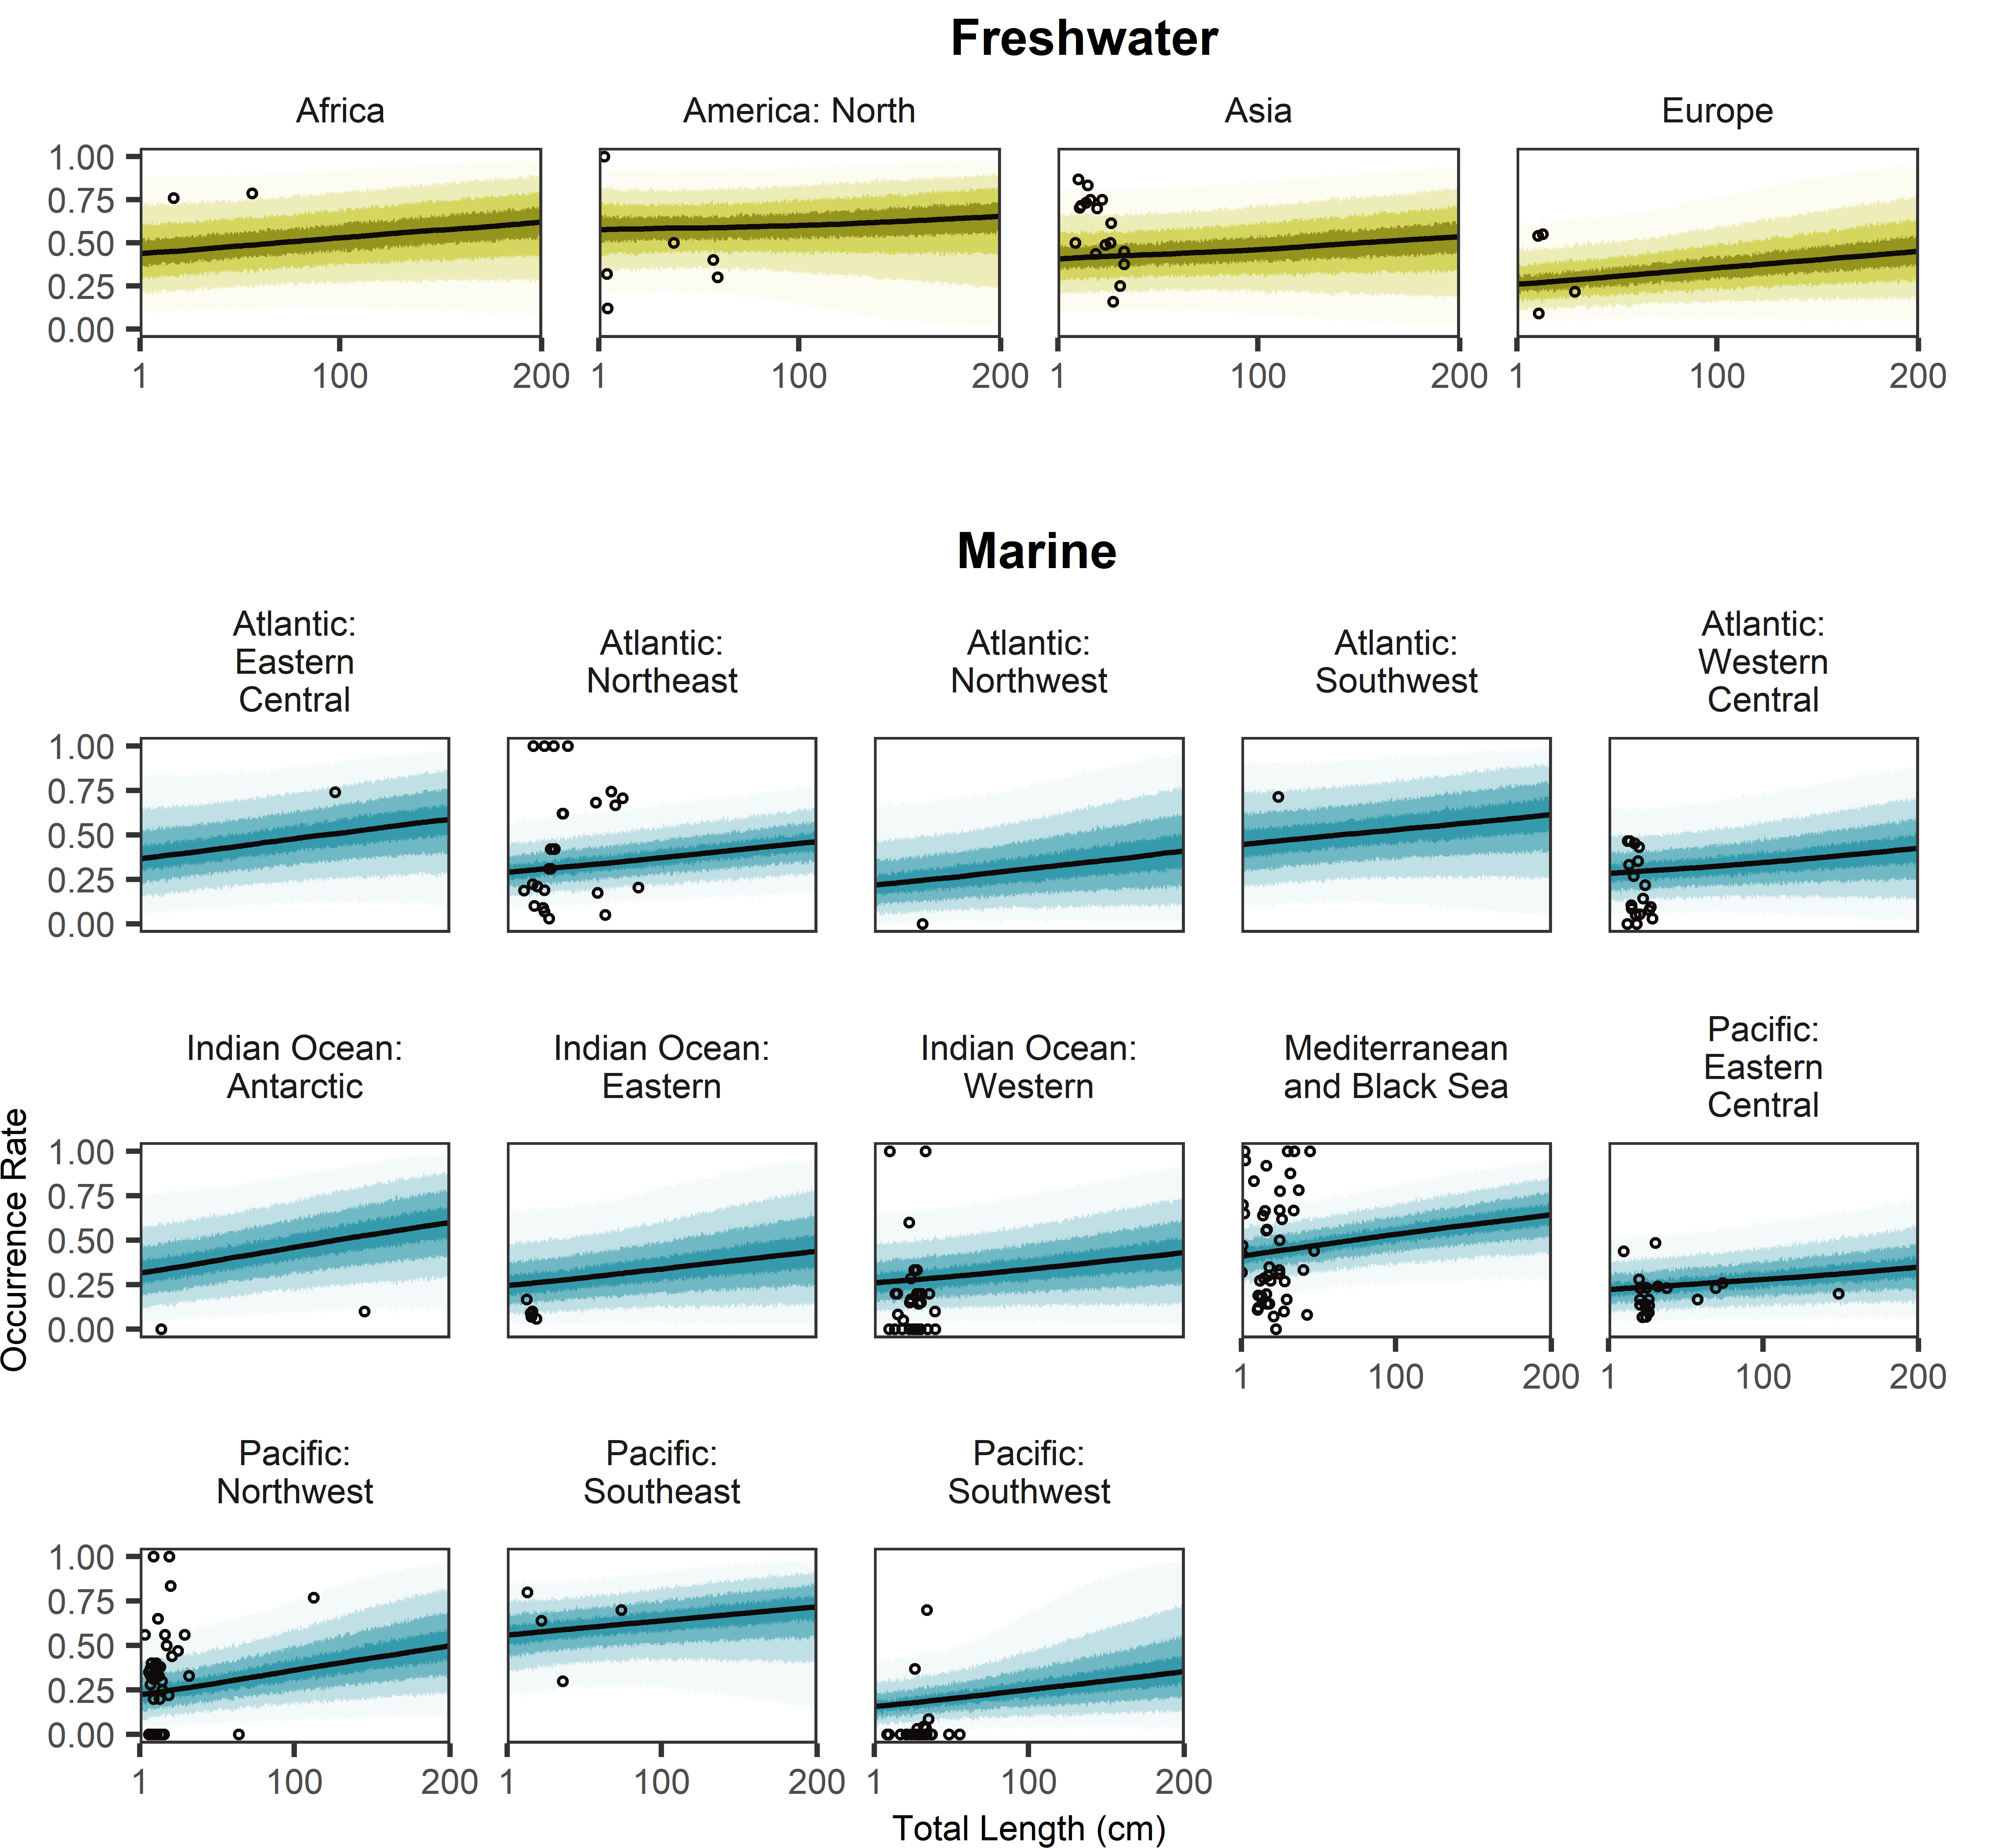 Freshwater
Africa
America: North
Asia
Europe
1.00
0.75
0.50
0.25
0.00
1 100 200
1 100 200
1 100 200
1 100 200
Marine
Atlantic:
Eastern
Central
Atlantic:
Northeast
Atlantic:
Northwest
Atlantic:
Southwest
Atlantic:
Western
Central
1.00
0.75
0.50
0.25
0.00
Indian Ocean:
Antarctic
Indian Ocean:
Eastern
Indian Ocean:
Western
Mediterranean
and Black Sea
Pacific:
Eastern
Central
Occurrence Rate
1.00
0.75
0.50
0.25
0.00
1 100 200
1 100 200
Pacific:
Northwest
Pacific:
Southeast
Pacific:
Southwest
1.00
0.75
0.50
0.25
0.00
1 100 200
1 100 200
1 100 200
Total Length (cm)